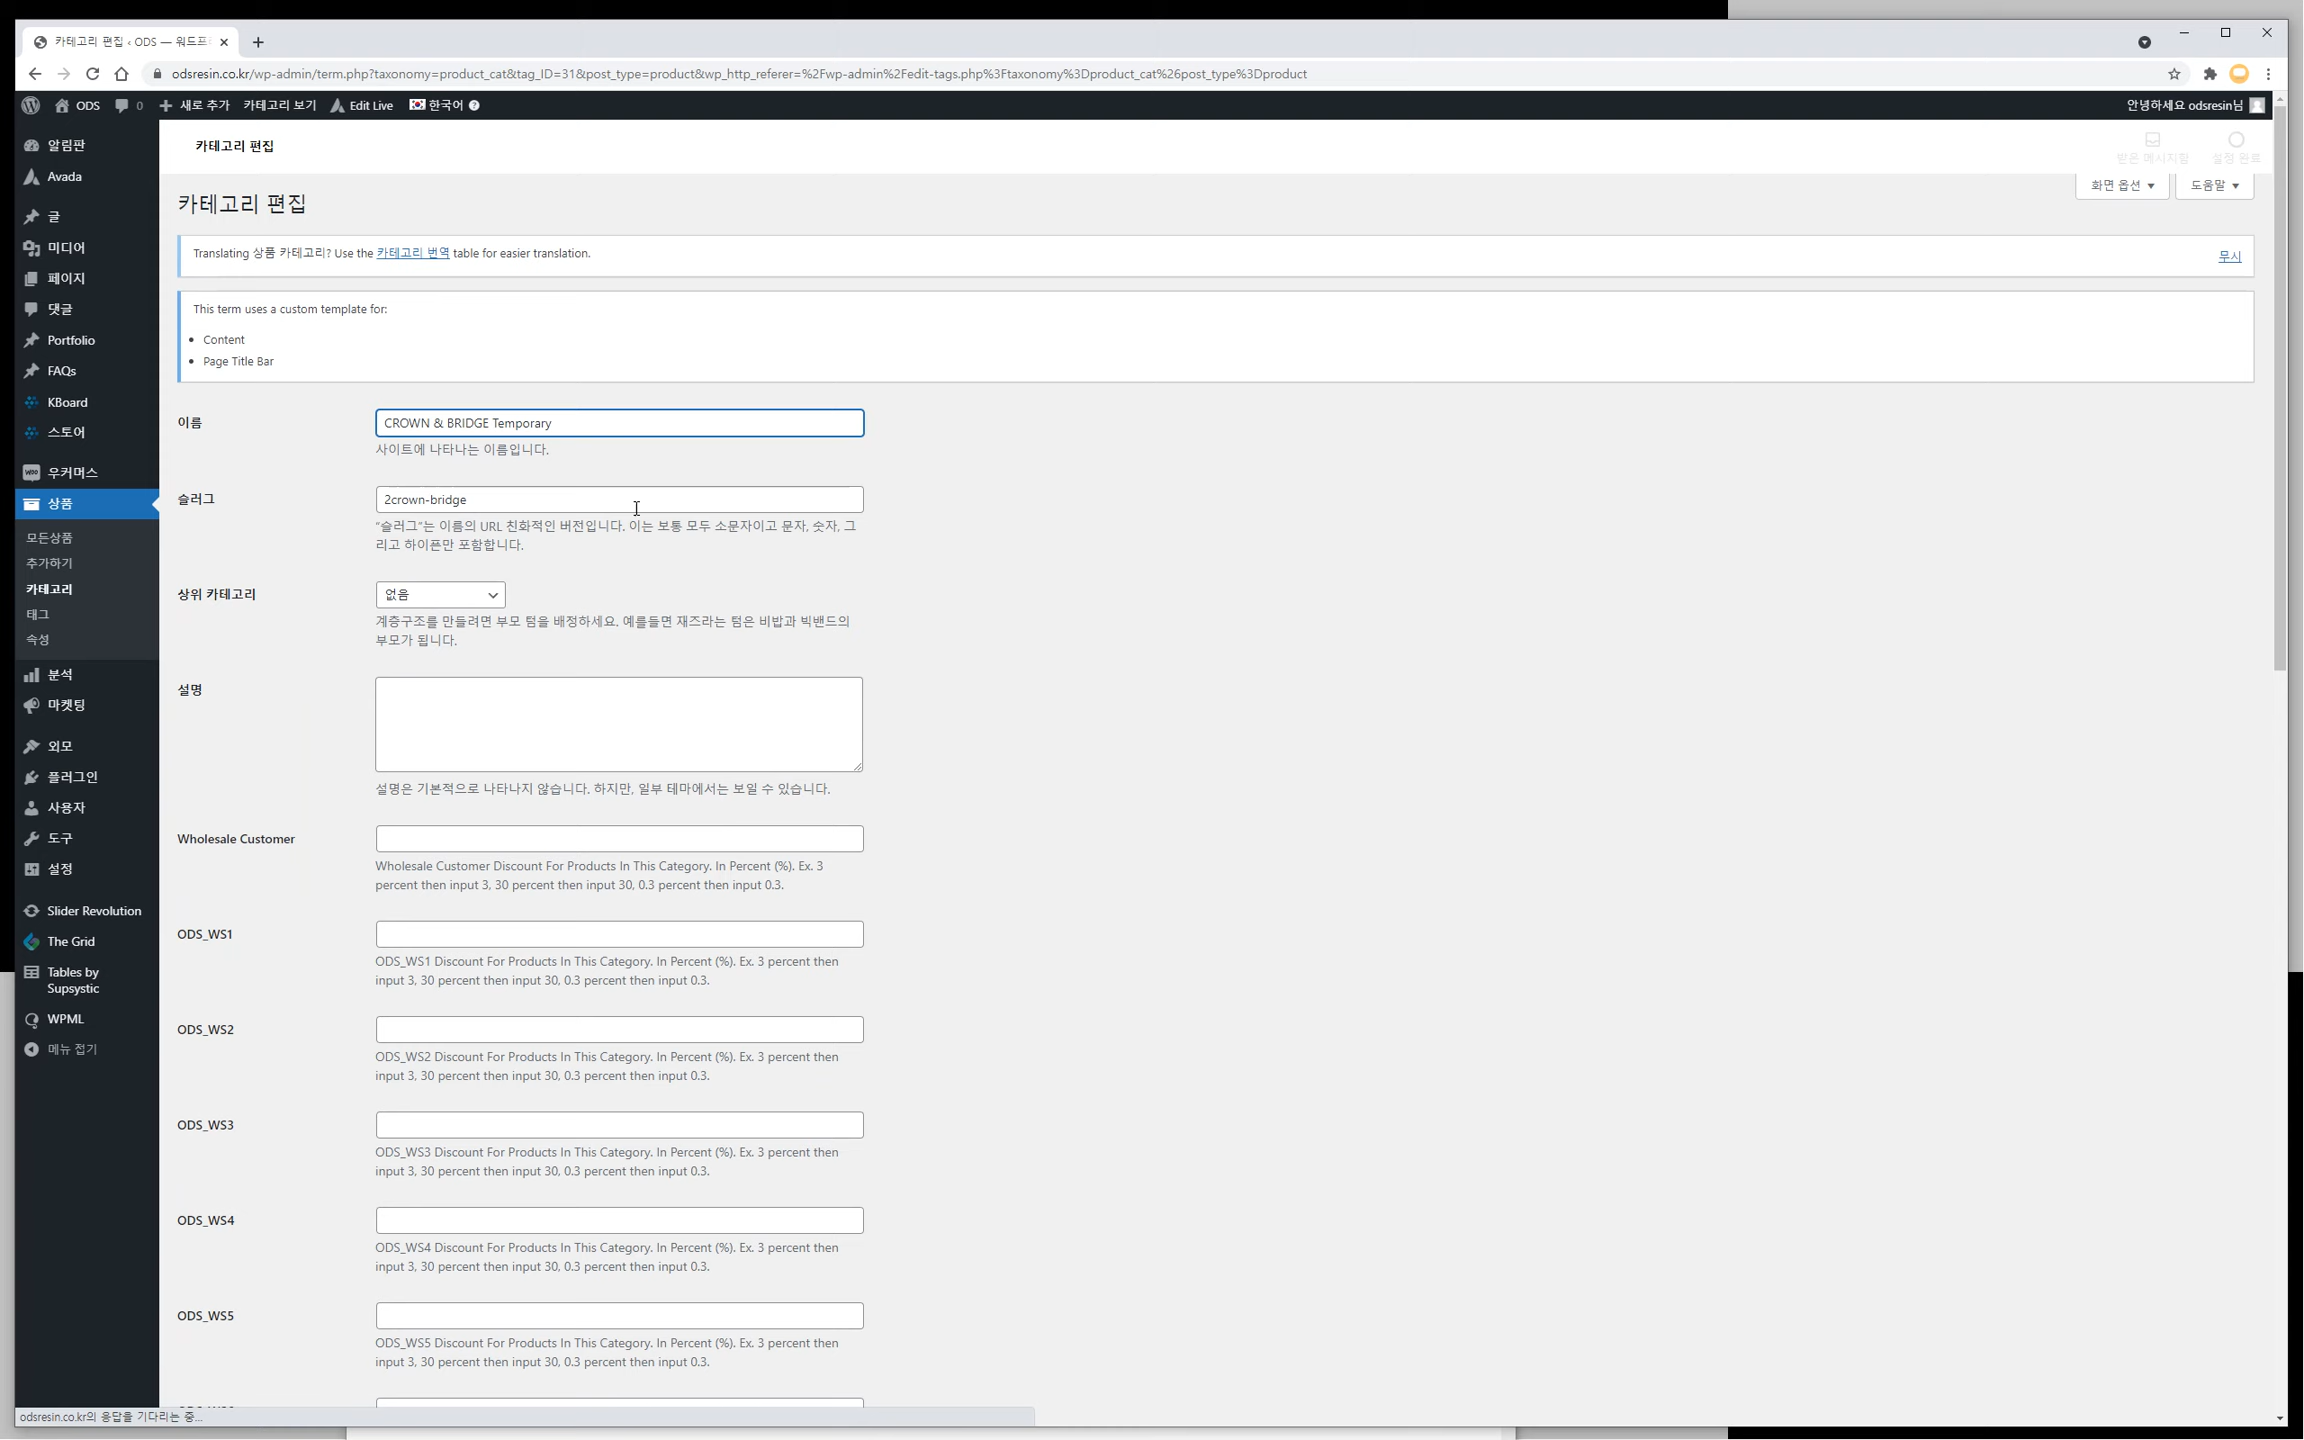 카테고리 편집 ‹ ODS — 워드프
odsresin.co.kr/wp-admin/term.php?taxonomy=product_cat&tag_ID=31&post_type=product&wp_http_referer=%2Fwp-admin%2Fedit-tags.php%3Ftaxonomy%3Dproduct_cat%26post_type%3Dproduct
ODS 0 새로 추가 카테고리 보기 Edit Live 한국어
안녕하세요 odsresin님
알림판
Avada
글
미디어
페이지
댓글
Portfolio
FAQs
KBoard
스토어
우커머스
상품
모든상품
추가하기
카테고리
태그
속성
분석
마켓팅
외모
플러그인
사용자
도구
설정
Slider Revolution
The Grid
Tables by
Supsystic
WPML
메뉴 접기
카테고리 편집
받은 메시지함
설정 완료
화면 옵션
도움말
카테고리 편집
Translating 상품 카테고리? Use the 카테고리 번역 table for easier translation.
무시
This term uses a custom template for:
Content
Page Title Bar
이름
CROWN & BRIDGE Temporary
사이트에 나타나는 이름입니다.
슬러그
2crown-bridge
“슬러그”는 이름의 URL 친화적인 버전입니다. 이는 보통 모두 소문자이고 문자, 숫자, 그
리고 하이픈만 포함합니다.
상위 카테고리
없음
계층구조를 만들려면 부모 텀을 배정하세요. 예를들면 재즈라는 텀은 비밥과 빅밴드의
부모가 됩니다.
설명
설명은 기본적으로 나타나지 않습니다. 하지만, 일부 테마에서는 보일 수 있습니다.
Wholesale Customer
Wholesale Customer Discount For Products In This Category. In Percent (%). Ex. 3
percent then input 3, 30 percent then input 30, 0.3 percent then input 0.3.
ODS_WS1
ODS_WS1 Discount For Products In This Category. In Percent (%). Ex. 3 percent then
input 3, 30 percent then input 30, 0.3 percent then input 0.3.
ODS_WS2
ODS_WS2 Discount For Products In This Category. In Percent (%). Ex. 3 percent then
input 3, 30 percent then input 30, 0.3 percent then input 0.3.
ODS_WS3
ODS_WS3 Discount For Products In This Category. In Percent (%). Ex. 3 percent then
input 3, 30 percent then input 30, 0.3 percent then input 0.3.
ODS_WS4
ODS_WS4 Discount For Products In This Category. In Percent (%). Ex. 3 percent then
input 3, 30 percent then input 30, 0.3 percent then input 0.3.
ODS_WS5
ODS_WS5 Discount For Products In This Category. In Percent (%). Ex. 3 percent then
input 3, 30 percent then input 30, 0.3 percent then input 0.3.
odsresin.co.kr의 응답을 기다리는 중...